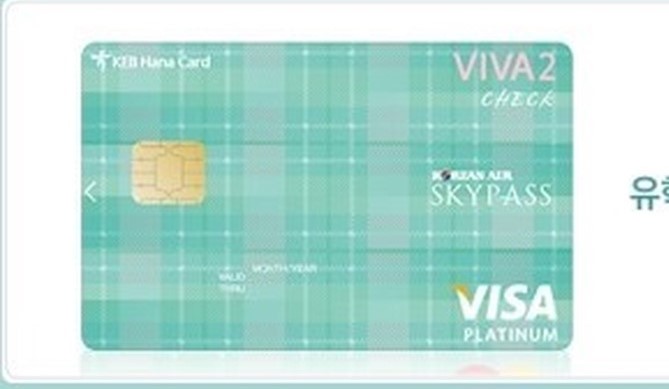 KEB Hana Card
VIVA2
CHECK
KOREAN AIR
SKYPASS
MONTH/YEAR
VALID
THRU
VISA
PLATINUM
유